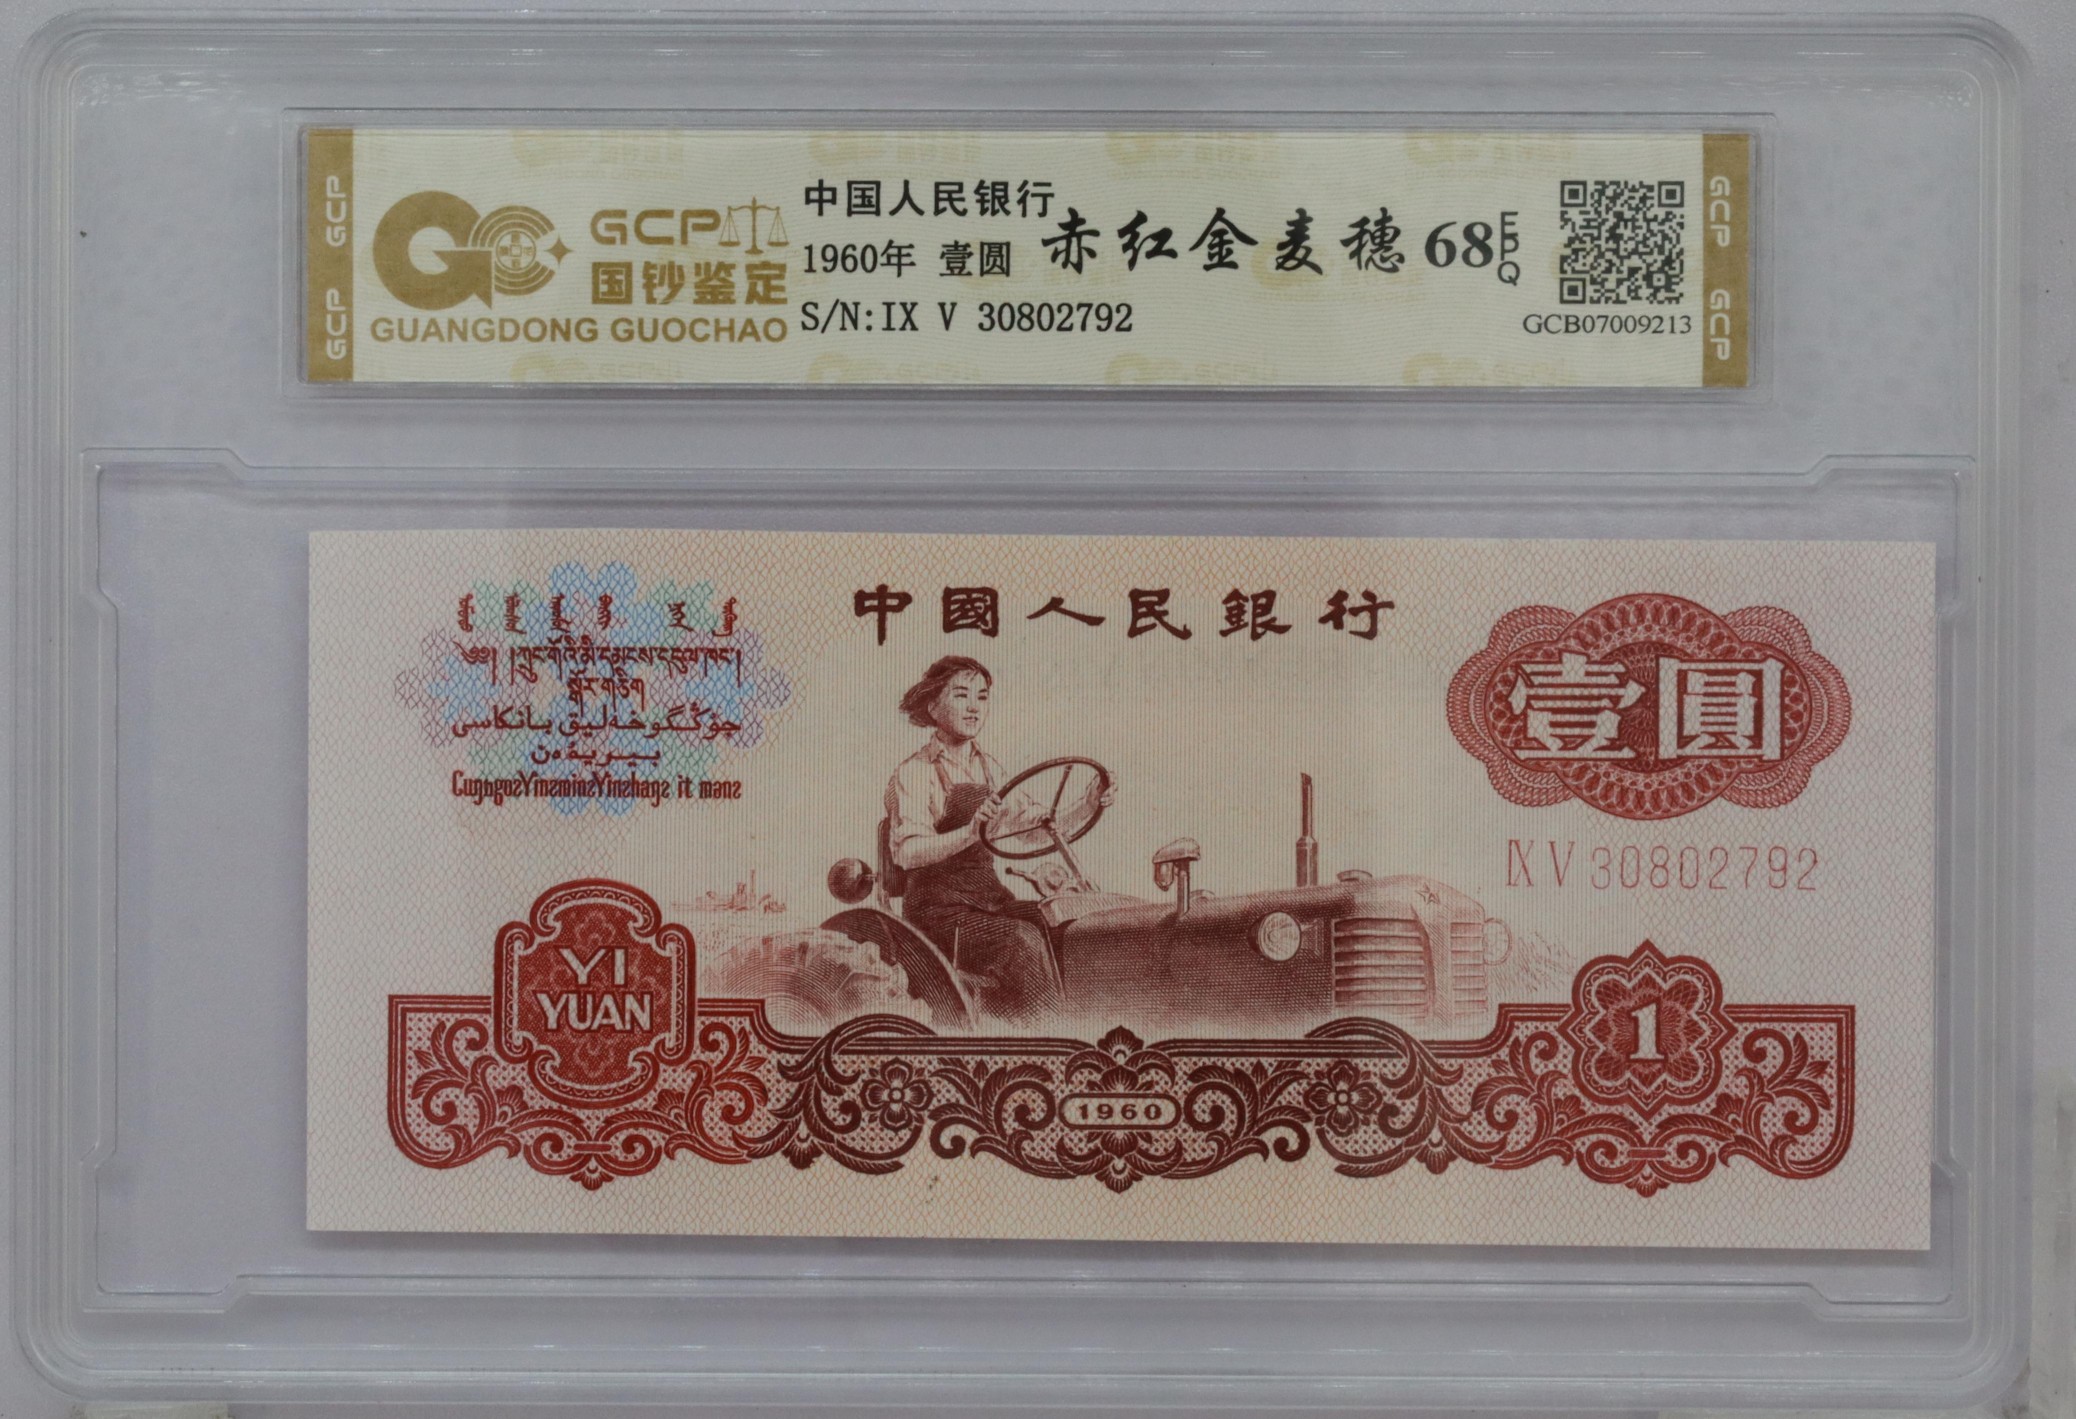 GCP
GCP
GCP
国钞鉴定
GUANGDONG GUOCHAO
中国人民银行
1960年 壹圆
赤红金麦穗 68 EPQ
S/N:IX V 30802792
GCB07009213
GCP
GCP
中國人民銀行
壹圓
IX V 30802792
YI
YUAN
1
1960